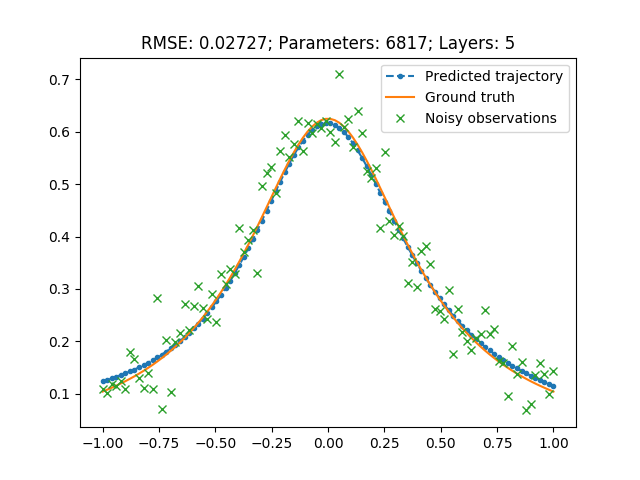 RMSE: 0.02727; Parameters: 6817; Layers: 5
Predicted trajectory
Ground truth
Noisy observations
0.7
0.6
0.5
0.4
0.3
0.2
0.1
−1.00 −0.75 −0.50 −0.25 0.00 0.25 0.50 0.75 1.00